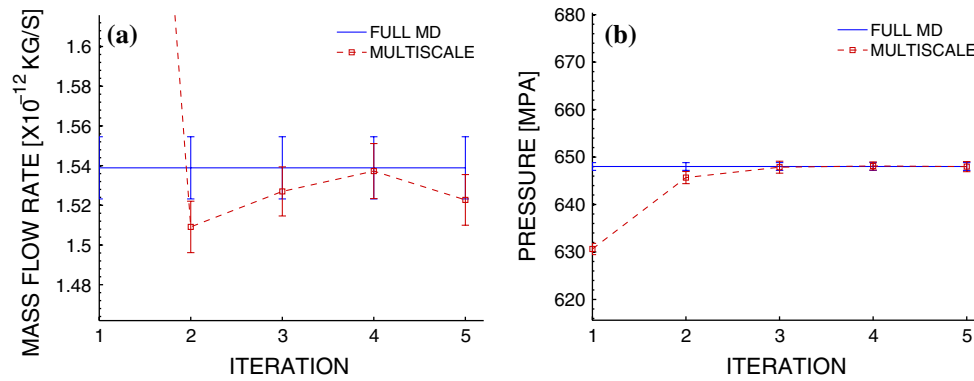 (a)
FULL MD
MULTISCALE
MASS FLOW RATE [X10⁻¹² KG/S]
1.6
1.58
1.56
1.54
1.52
1.5
1.48
1
2
3
4
5
ITERATION
(b)
FULL MD
MULTISCALE
PRESSURE [MPA]
680
670
660
650
640
630
620
1
2
3
4
5
ITERATION